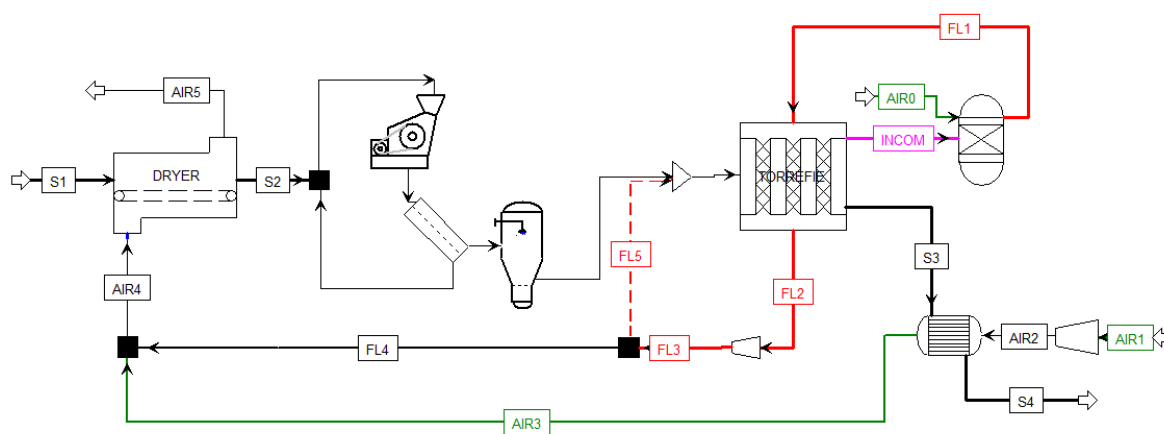 FL1
AIR5
AIR0
INCOM
S1
DRYER
S2
TORREFIE
FL5
S3
AIR4
FL2
FL4
FL3
AIR2
AIR1
S4
AIR3